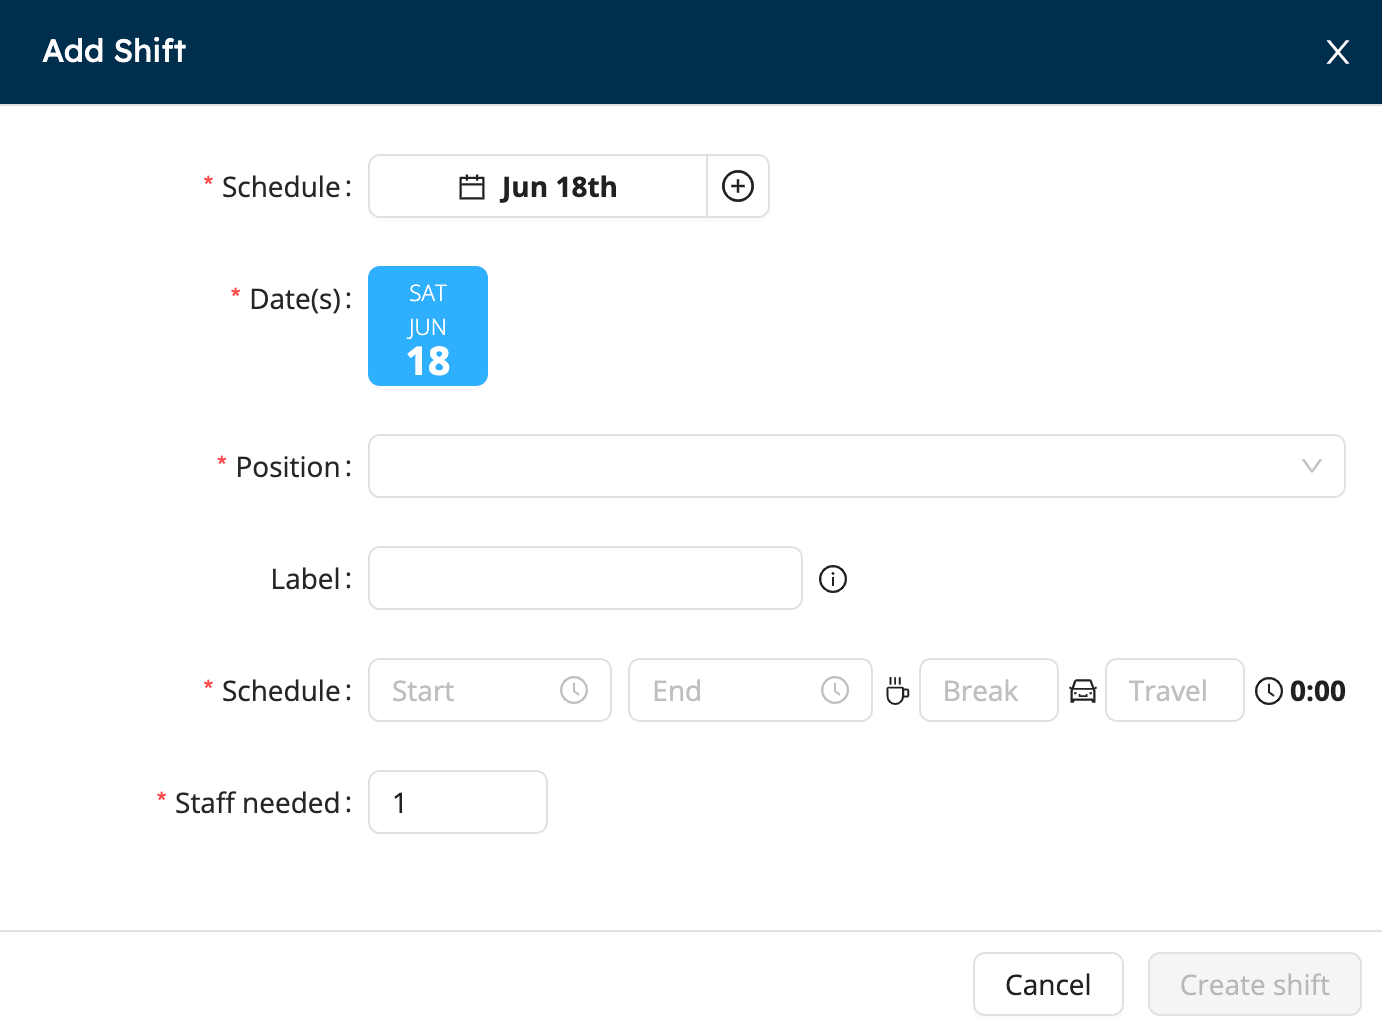 Add Shift
* Schedule: Jun 18th
* Date(s): SAT
JUN
18
* Position:
Label:
* Schedule: Start End Break Travel 0:00
* Staff needed: 1
Cancel Create shift